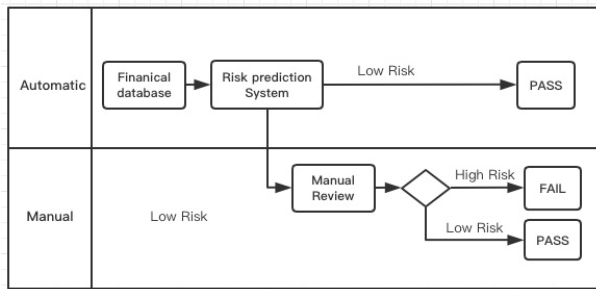 Automatic
Finanical
database
Risk prediction
System
Low Risk
PASS
Manual
Low Risk
Manual
Review
High Risk
FAIL
Low Risk
PASS